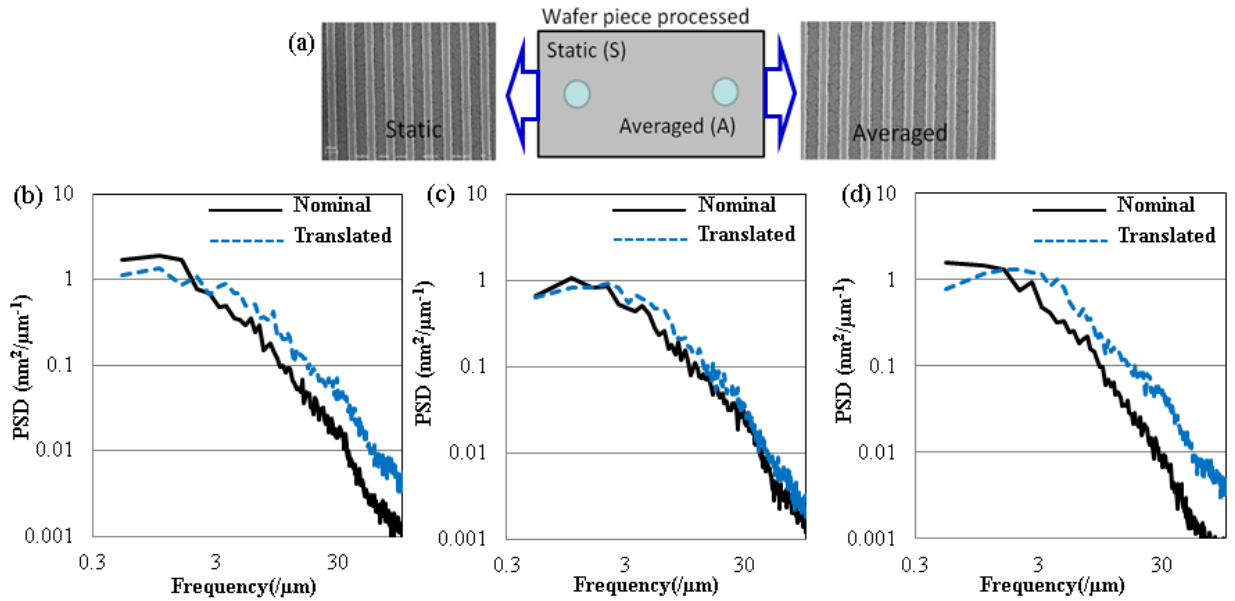 Wafer piece processed
(a)
Static (S)
Averaged (A)
Static
Averaged
(b)
Nominal
Translated
10
1
0.1
0.01
0.001
PSD (nm²/µm⁻¹)
0.3
3
30
Frequency(/µm)
(c)
Nominal
Translated
10
1
0.1
0.01
0.001
PSD (nm²/µm⁻¹)
0.3
3
30
Frequency(/µm)
(d)
Nominal
Translated
10
1
0.1
0.01
0.001
PSD (nm²/µm⁻¹)
0.3
3
30
Frequency(/µm)